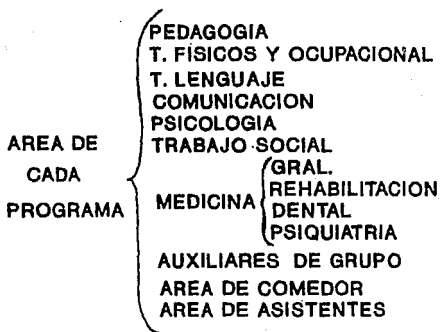 PEDAGOGIA
T. FISICOS Y OCUPACIONAL
T. LENGUAJE
COMUNICACION
PSICOLOGIA
TRABAJO SOCIAL
AREA DE
CADA
PROGRAMA
MEDICINA
GRAL.
REHABILITACION
DENTAL
PSIQUIATRIA
AUXILIARES DE GRUPO
AREA DE COMEDOR
AREA DE ASISTENTES